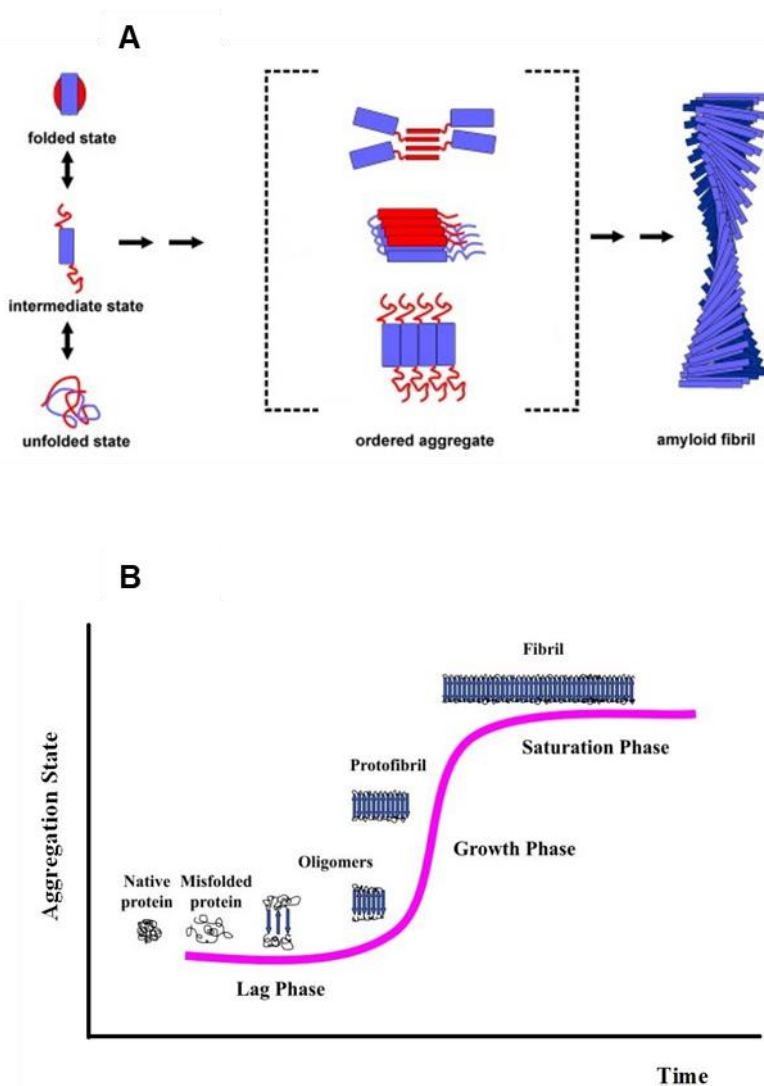 A
folded state
intermediate state
unfolded state
ordered aggregate
amyloid fibril
B
Aggregation State
Native
protein
Misfolded
protein
Oligomers
Protofibril
Fibril
Lag Phase
Growth Phase
Saturation Phase
Time